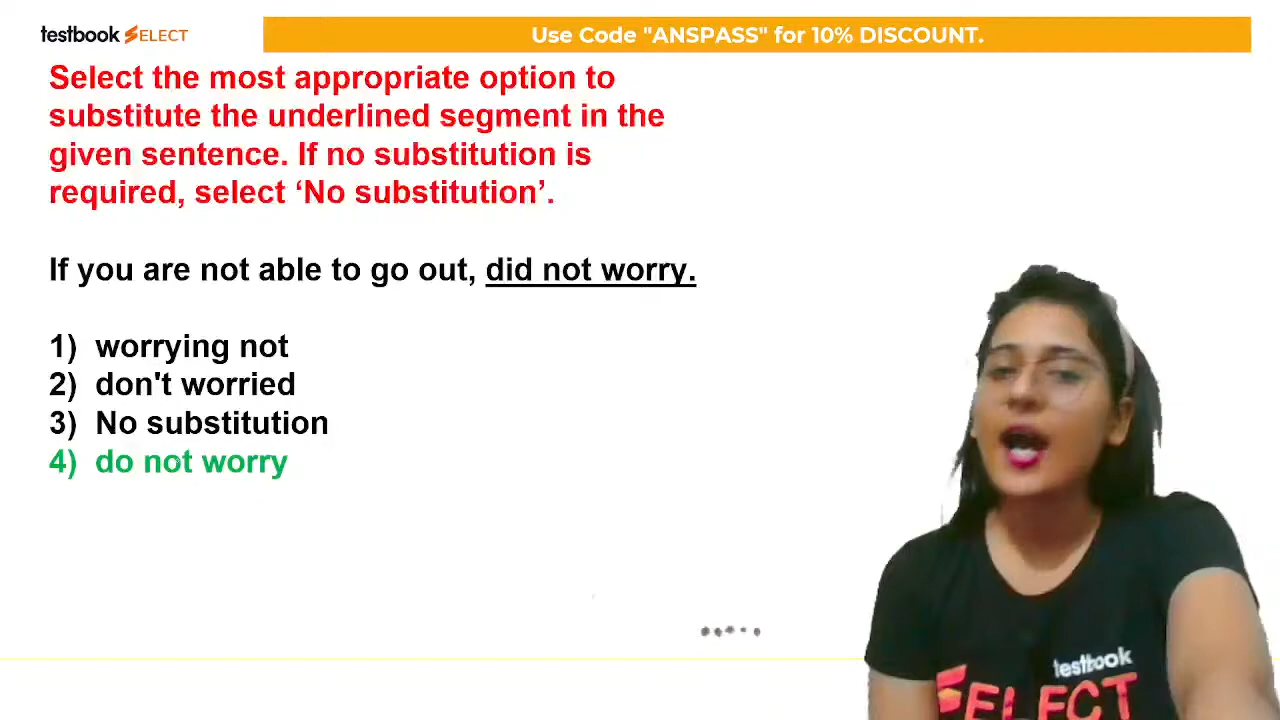 testbook SELECT
Use Code "ANSPASS" for 10% DISCOUNT.
Select the most appropriate option to
substitute the underlined segment in the
given sentence. If no substitution is
required, select ‘No substitution’.
If you are not able to go out, did not worry.
1) worrying not
2) don't worried
3) No substitution
4) do not worry
testbook
SELECT